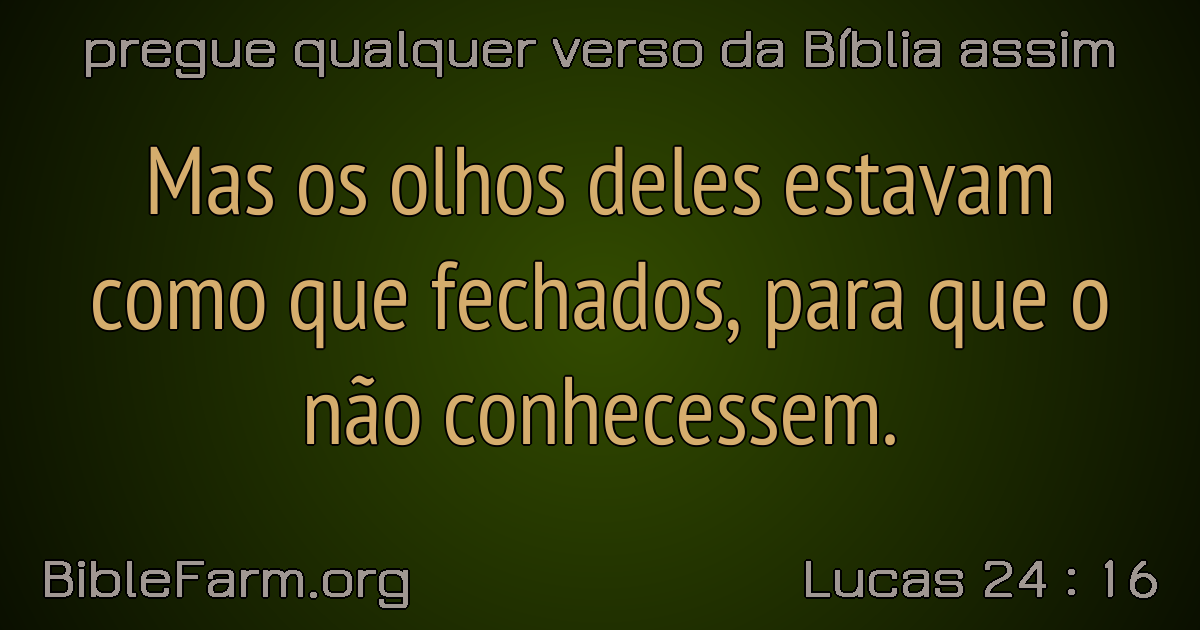 pregue qualquer verso da Bíblia assim
Mas os olhos deles estavam
como que fechados, para que o
não conhecessem.
BibleFarm.org
Lucas 24 : 16